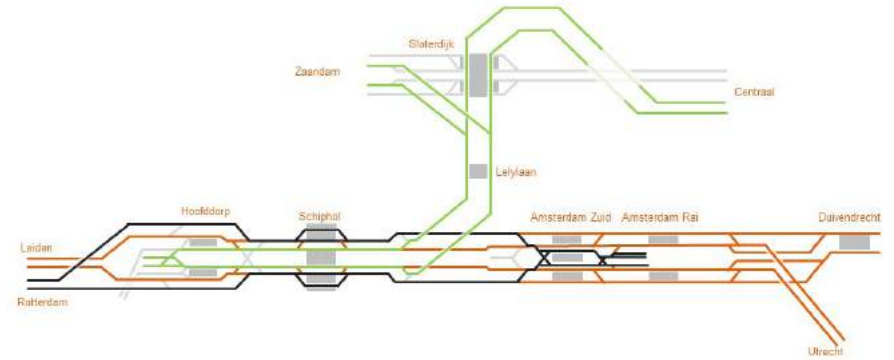 Sloterdijk
Zaandam
Centraal
Lelylaan
Hoofddorp
Schiphol
Amsterdam Zuid
Amsterdam Rai
Duivendrecht
Leiden
Rotterdam
Utrecht